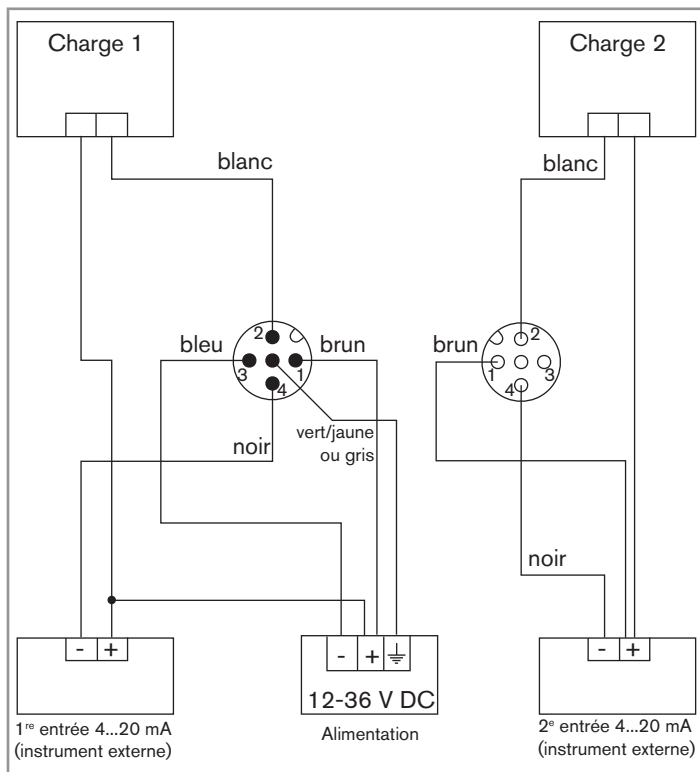 Charge 1
Charge 2
blanc
blanc
2
2
bleu
brun
brun
3
1
1
3
4
4
vert/jaune
ou gris
noir
noir
- +
- +
- +
12-36 V DC
1re entrée 4...20 mA
(instrument externe)
Alimentation
2e entrée 4...20 mA
(instrument externe)